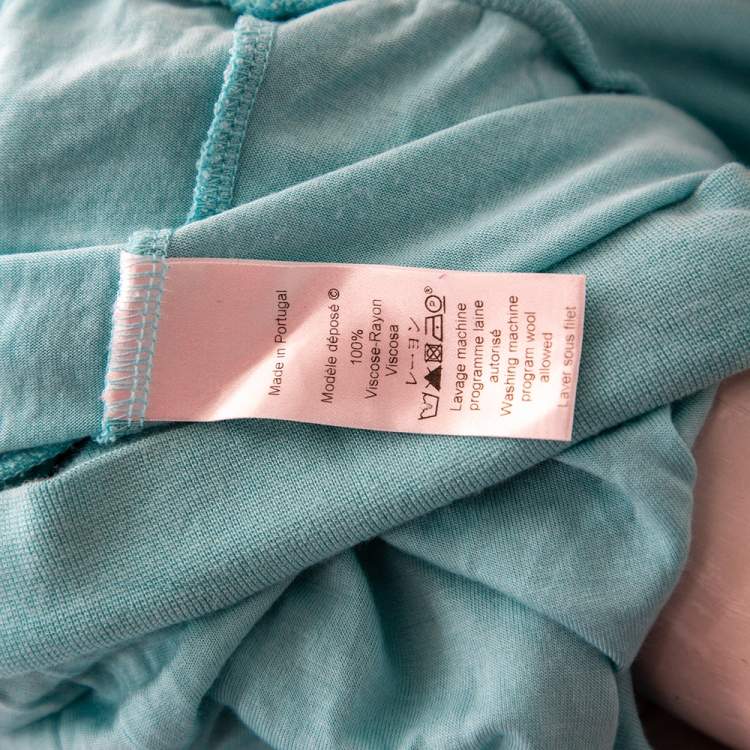 Made in Portugal
Modèle déposé ©
100%
Viscose-Rayon
Viscosa
レー・ヨン
Lavage machine
programme laine
autorisé
Washing machine
program wool
allowed
Laver sous filet